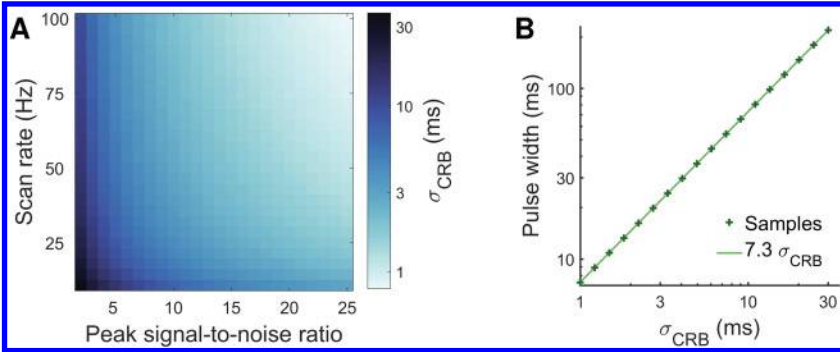 A
Scan rate (Hz)
100
75
50
25
5
10
15
20
25
Peak signal-to-noise ratio
30
10
3
1
σCRB (ms)
B
Pulse width (ms)
100
30
10
1
3
10
30
σCRB (ms)
Samples
7.3 σCRB